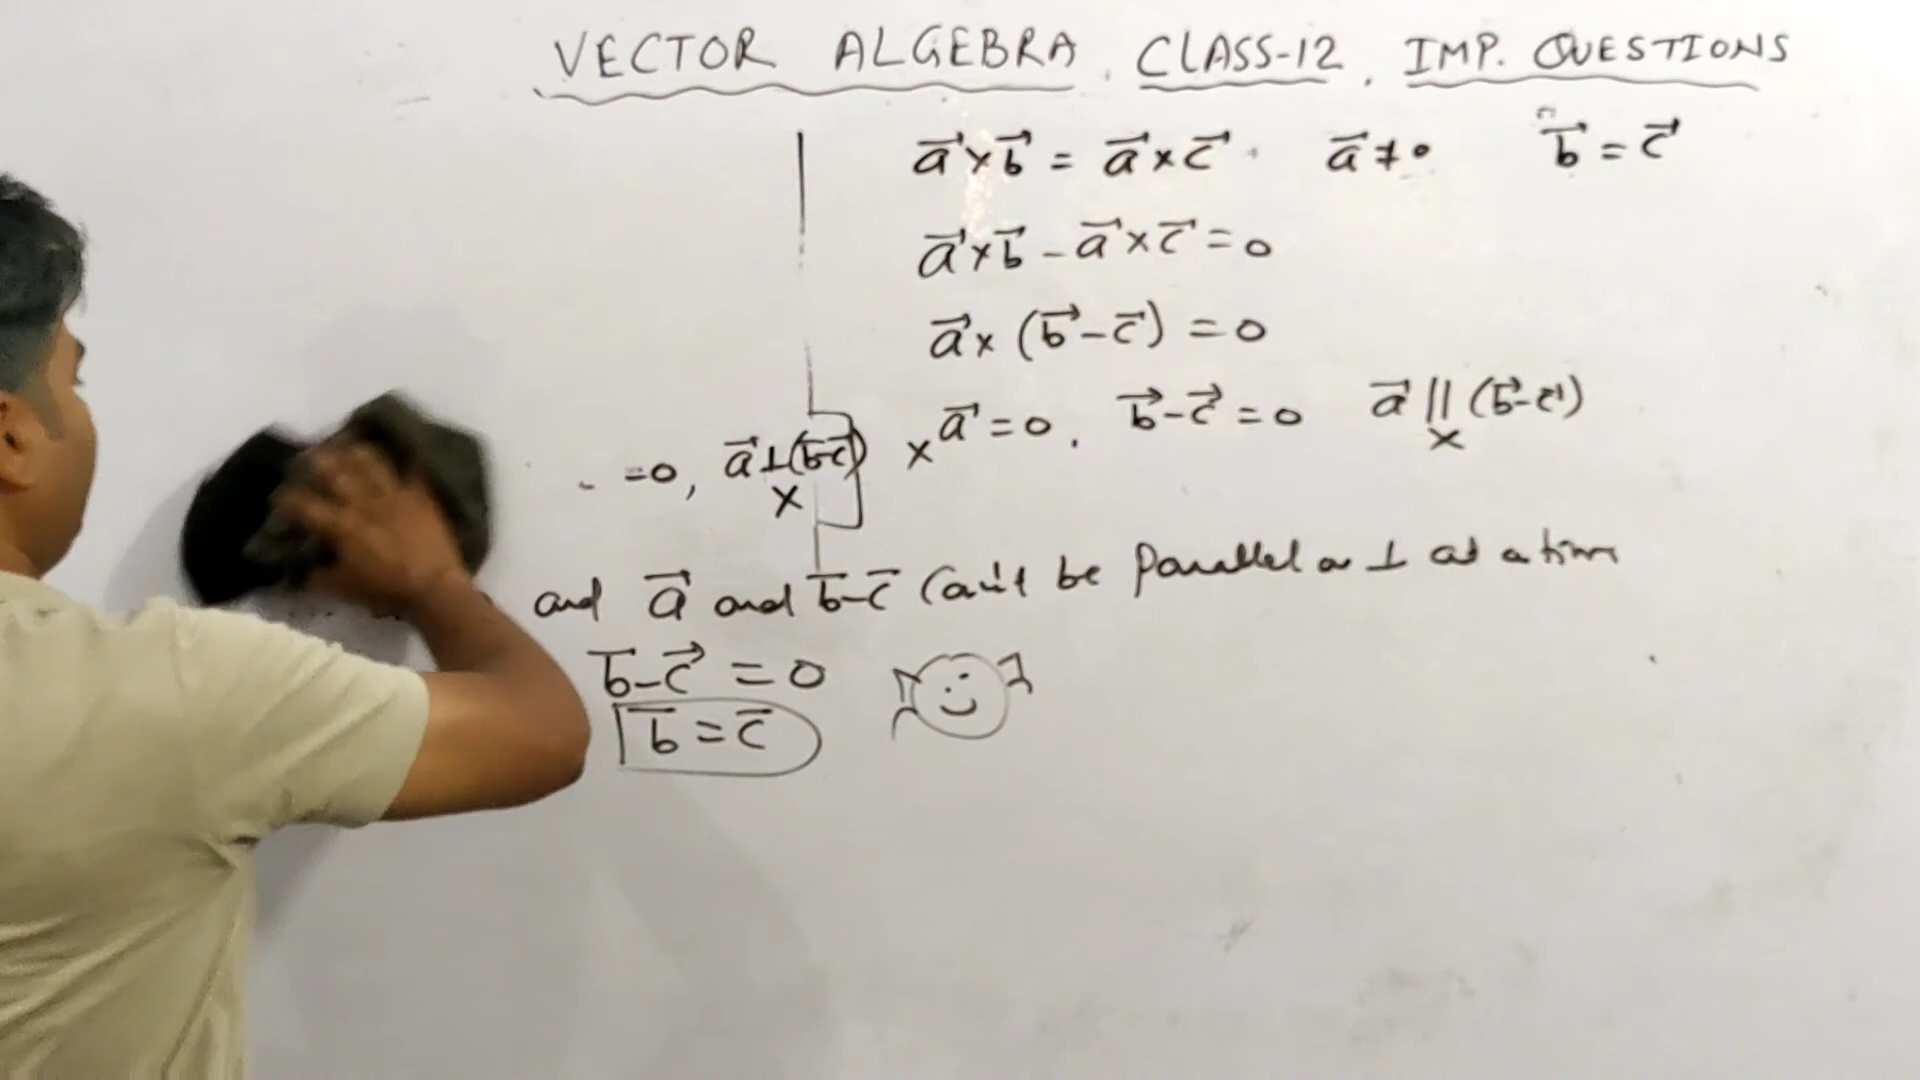 VECTOR ALGEBRA, CLASS-12, IMP. QUESTIONS
a⃗ × b⃗ = a⃗ × c⃗ a⃗ ≠ 0 b⃗ = c⃗
a⃗ × b⃗ - a⃗ × c⃗ = 0
a⃗ × (b⃗ - c⃗) = 0
= 0, a⃗ ⊥ (b⃗ - c⃗) × a⃗ = 0, b⃗ - c⃗ = 0 a⃗ || (b⃗ - c⃗)
× ×
and a⃗ and b⃗ - c⃗ can't be Parallel or ⊥ at a time
b⃗ - c⃗ = 0
b⃗ = c⃗